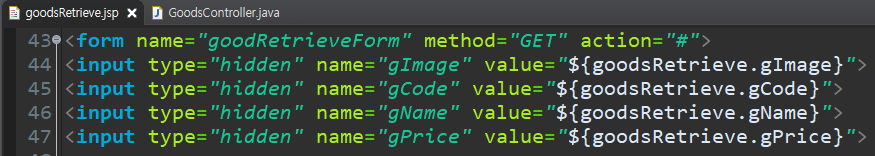 goodsRetrieve.jsp GoodsController.java
43 <form name="goodRetrieveForm" method="GET" action="#">
44 <input type="hidden" name="gImage" value="${goodsRetrieve.gImage}">
45 <input type="hidden" name="gCode" value="${goodsRetrieve.gCode}">
46 <input type="hidden" name="gName" value="${goodsRetrieve.gName}">
47 <input type="hidden" name="gPrice" value="${goodsRetrieve.gPrice}">